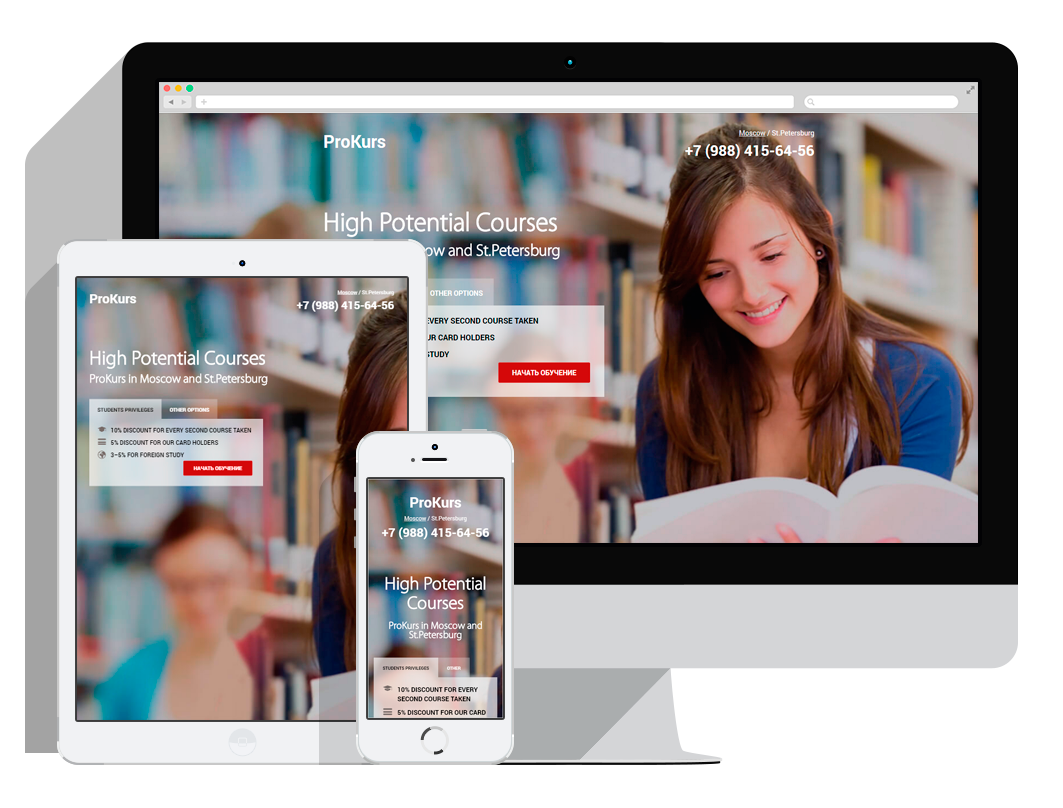 ProKurs
Moscow / St.Petersburg
+7 (988) 415-64-56
High Potential Courses
ow and St.Petersburg
OTHER OPTIONS
EVERY SECOND COURSE TAKEN
UR CARD HOLDERS
STUDY
НАЧАТЬ ОБУЧЕНИЕ
ProKurs
Moscow / St.Petersburg
+7 (988) 415-64-56
High Potential Courses
ProKurs in Moscow and St.Petersburg
STUDENTS PRIVILEGES
OTHER OPTIONS
10% DISCOUNT FOR EVERY SECOND COURSE TAKEN
5% DISCOUNT FOR OUR CARD HOLDERS
3–5% FOR FOREIGN STUDY
НАЧАТЬ ОБУЧЕНИЕ
ProKurs
Moscow / St.Petersburg
+7 (988) 415-64-56
High Potential
Courses
ProKurs in Moscow and
St.Petersburg
STUDENTS PRIVILEGES
OTHER
10% DISCOUNT FOR EVERY
SECOND COURSE TAKEN
5% DISCOUNT FOR OUR CARD